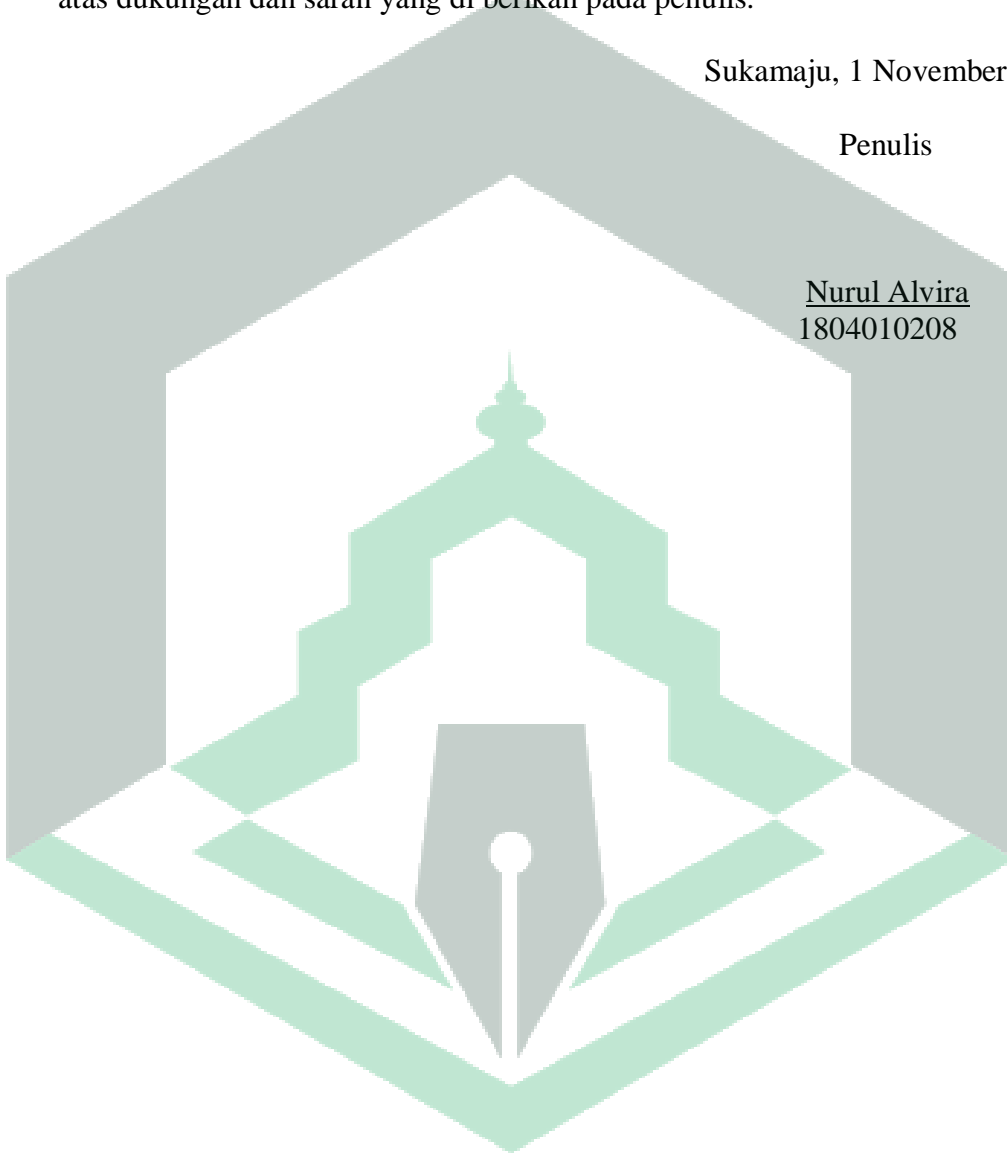 atas dukungan dan saran yang di berikan pada penulis.
Sukamaju, 1 November
Penulis
Nurul Alvira
1804010208